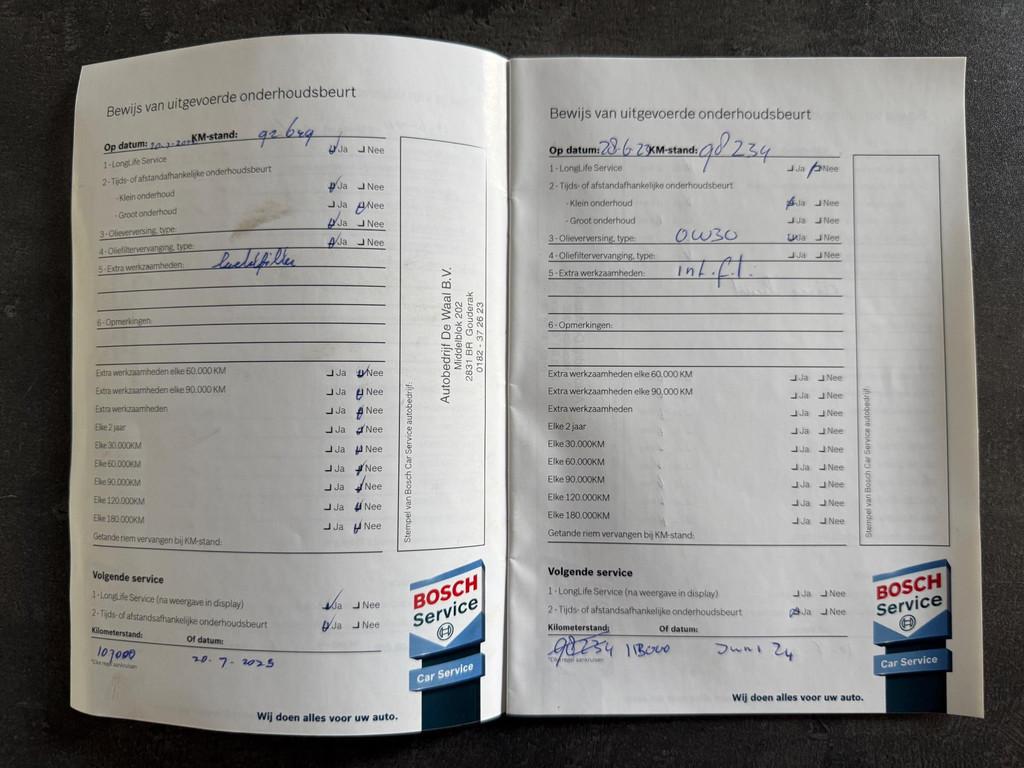 Bewijs van uitgevoerde onderhoudsbeurt
Op datum: KM-stand: 92 649
1 - LongLife Service Ja Nee
2 - Tijds- of afstandafhankelijke onderhoudsbeurt
- Klein onderhoud Ja Nee
- Groot onderhoud Ja Nee
3 - Olieverversing, type: Ja Nee
4 - Oliefiltervervanging, type: Ja Nee
5 - Extra werkzaamheden: luchtfilter
6 - Opmerkingen:
Extra werkzaamheden elke 60.000 KM Ja Nee
Extra werkzaamheden elke 90.000 KM Ja Nee
Extra werkzaamheden Ja Nee
Elke 2 jaar Ja Nee
Elke 30.000KM Ja Nee
Elke 60.000KM Ja Nee
Elke 90.000KM Ja Nee
Elke 120.000KM Ja Nee
Elke 180.000KM Ja Nee
Getande riem vervangen bij KM-stand:
Stempel van Bosch Car Service autobedrijf:
Autobedrijf De Waal B.V.
Middelblok 202
2831 BR Gouderak
0182 - 37 26 23
Volgende service
1 - LongLife Service (na weergave in display) Ja Nee
2 - Tijds- of afstandsafhankelijke onderhoudsbeurt Ja Nee
Kilometerstand: Of datum:
107000 20-7-2023
*Elke regel aankruisen
BOSCH
Service
Car Service
Wij doen alles voor uw auto.
Bewijs van uitgevoerde onderhoudsbeurt
Op datum: 28-6-23 KM-stand: 98234
1 - LongLife Service Ja Nee
2 - Tijds- of afstandafhankelijke onderhoudsbeurt
- Klein onderhoud Ja Nee
- Groot onderhoud Ja Nee
3 - Olieverversing, type: 0W30 Ja Nee
4 - Oliefiltervervanging, type: Ja Nee
5 - Extra werkzaamheden: int. fl.
6 - Opmerkingen:
Extra werkzaamheden elke 60.000 KM Ja Nee
Extra werkzaamheden elke 90.000 KM Ja Nee
Extra werkzaamheden Ja Nee
Elke 2 jaar Ja Nee
Elke 30.000KM Ja Nee
Elke 60.000KM Ja Nee
Elke 90.000KM Ja Nee
Elke 120.000KM Ja Nee
Elke 180.000KM Ja Nee
Getande riem vervangen bij KM-stand:
Stempel van Bosch Car Service autobedrijf:
Volgende service
1 - LongLife Service (na weergave in display) Ja Nee
2 - Tijds- of afstandsafhankelijke onderhoudsbeurt Ja Nee
Kilometerstand: Of datum:
98234 113000 Juni 24
*Elke regel aankruisen
BOSCH
Service
Car Service
Wij doen alles voor uw auto.